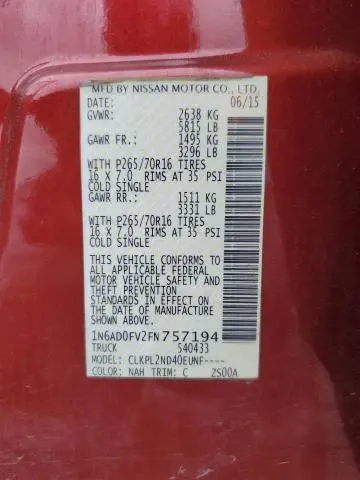 MFD BY NISSAN MOTOR CO., LTD.
DATE: 06/15
GVWR: 2638 KG
5815 LB
GAWR FR.: 1495 KG
3296 LB
WITH P265/70R16 TIRES
16 X 7.0 RIMS AT 35 PSI
COLD SINGLE
GAWR RR.: 1511 KG
3331 LB
WITH P265/70R16 TIRES
16 X 7.0 RIMS AT 35 PSI
COLD SINGLE
THIS VEHICLE CONFORMS TO
ALL APPLICABLE FEDERAL
MOTOR VEHICLE SAFETY
AND THEFT PREVENTION
STANDARDS IN EFFECT ON
THE DATE OF MANUFACTURE
SHOWN ABOVE.
1N6AD0FV2FN757194
TRUCK 540433
MODEL: CLKPL2ND40EUNF----
COLOR: NAH TRIM: C ZS00A